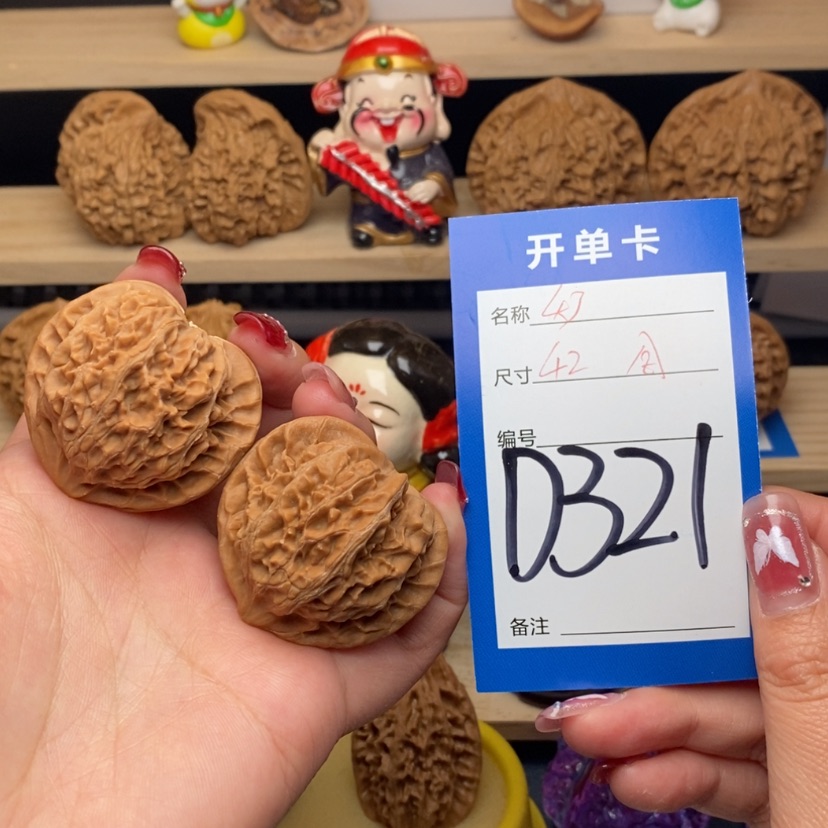 开单卡
名称
尺寸 42
编号
D321
备注